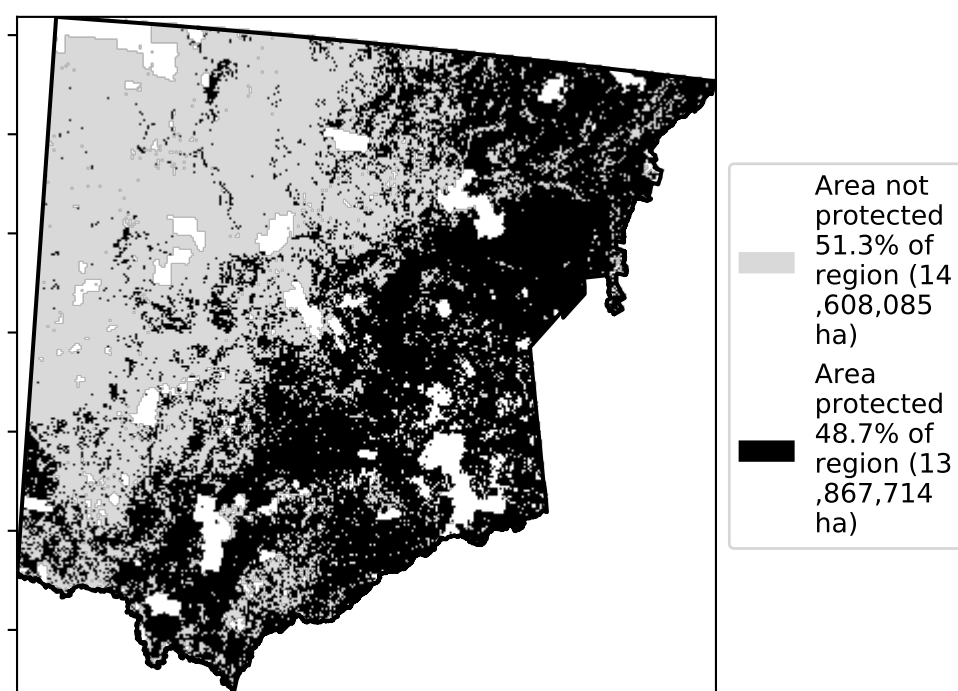 Area not
protected
51.3% of
region (14
,608,085
ha)
Area
protected
48.7% of
region (13
,867,714
ha)